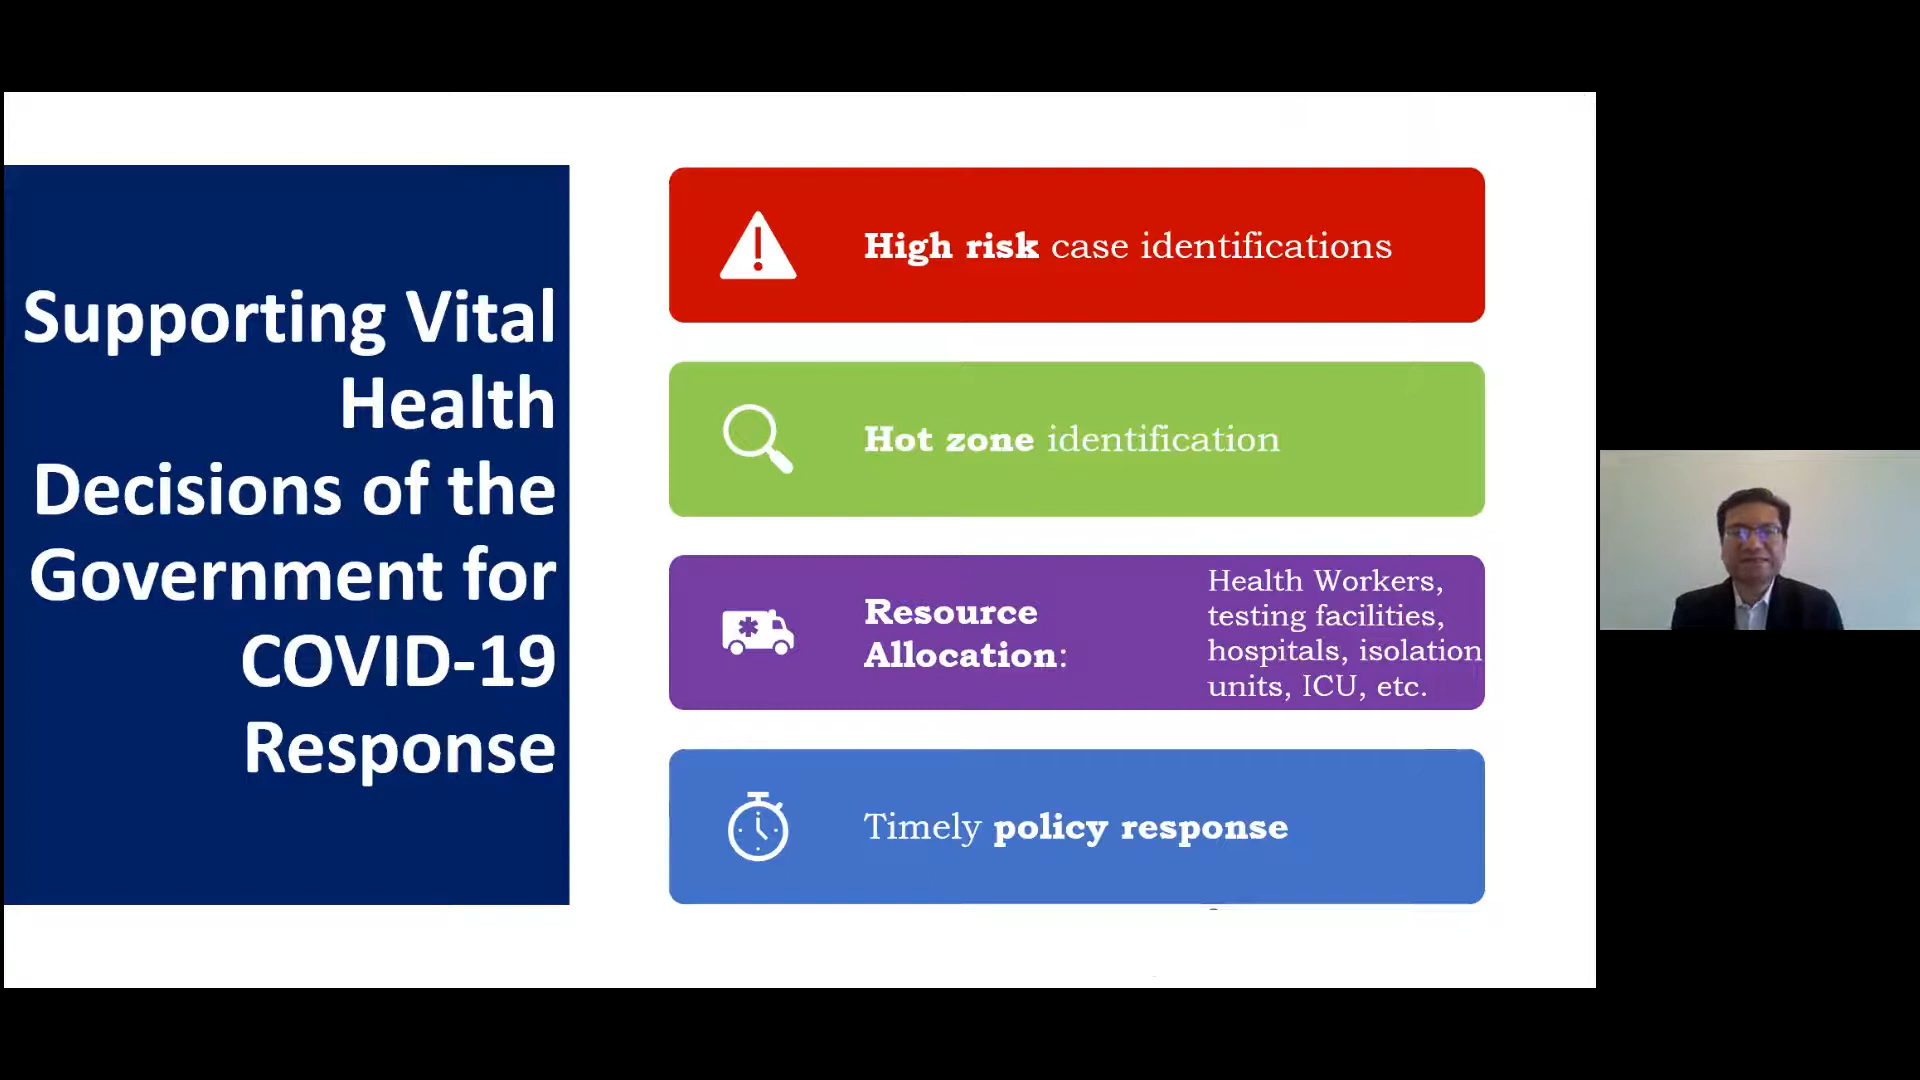 Supporting Vital
Health
Decisions of the
Government for
COVID-19
Response
High risk case identifications
Hot zone identification
Resource
Allocation:
Health Workers,
testing facilities,
hospitals, isolation
units, ICU, etc.
Timely policy response